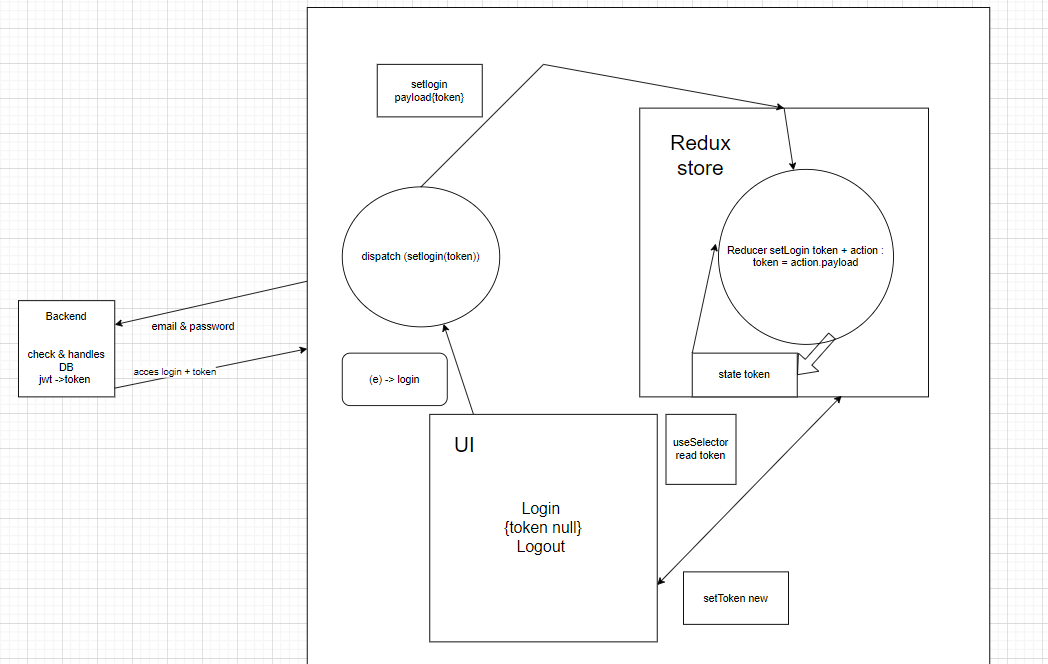 setlogin
payload{token}
Redux
store
dispatch (setlogin(token))
Reducer setLogin token + action :
token = action.payload
Backend
check & handles
DB
jwt ->token
email & password
acces login + token
(e) -> login
state token
UI
Login
{token null}
Logout
useSelector
read token
setToken new